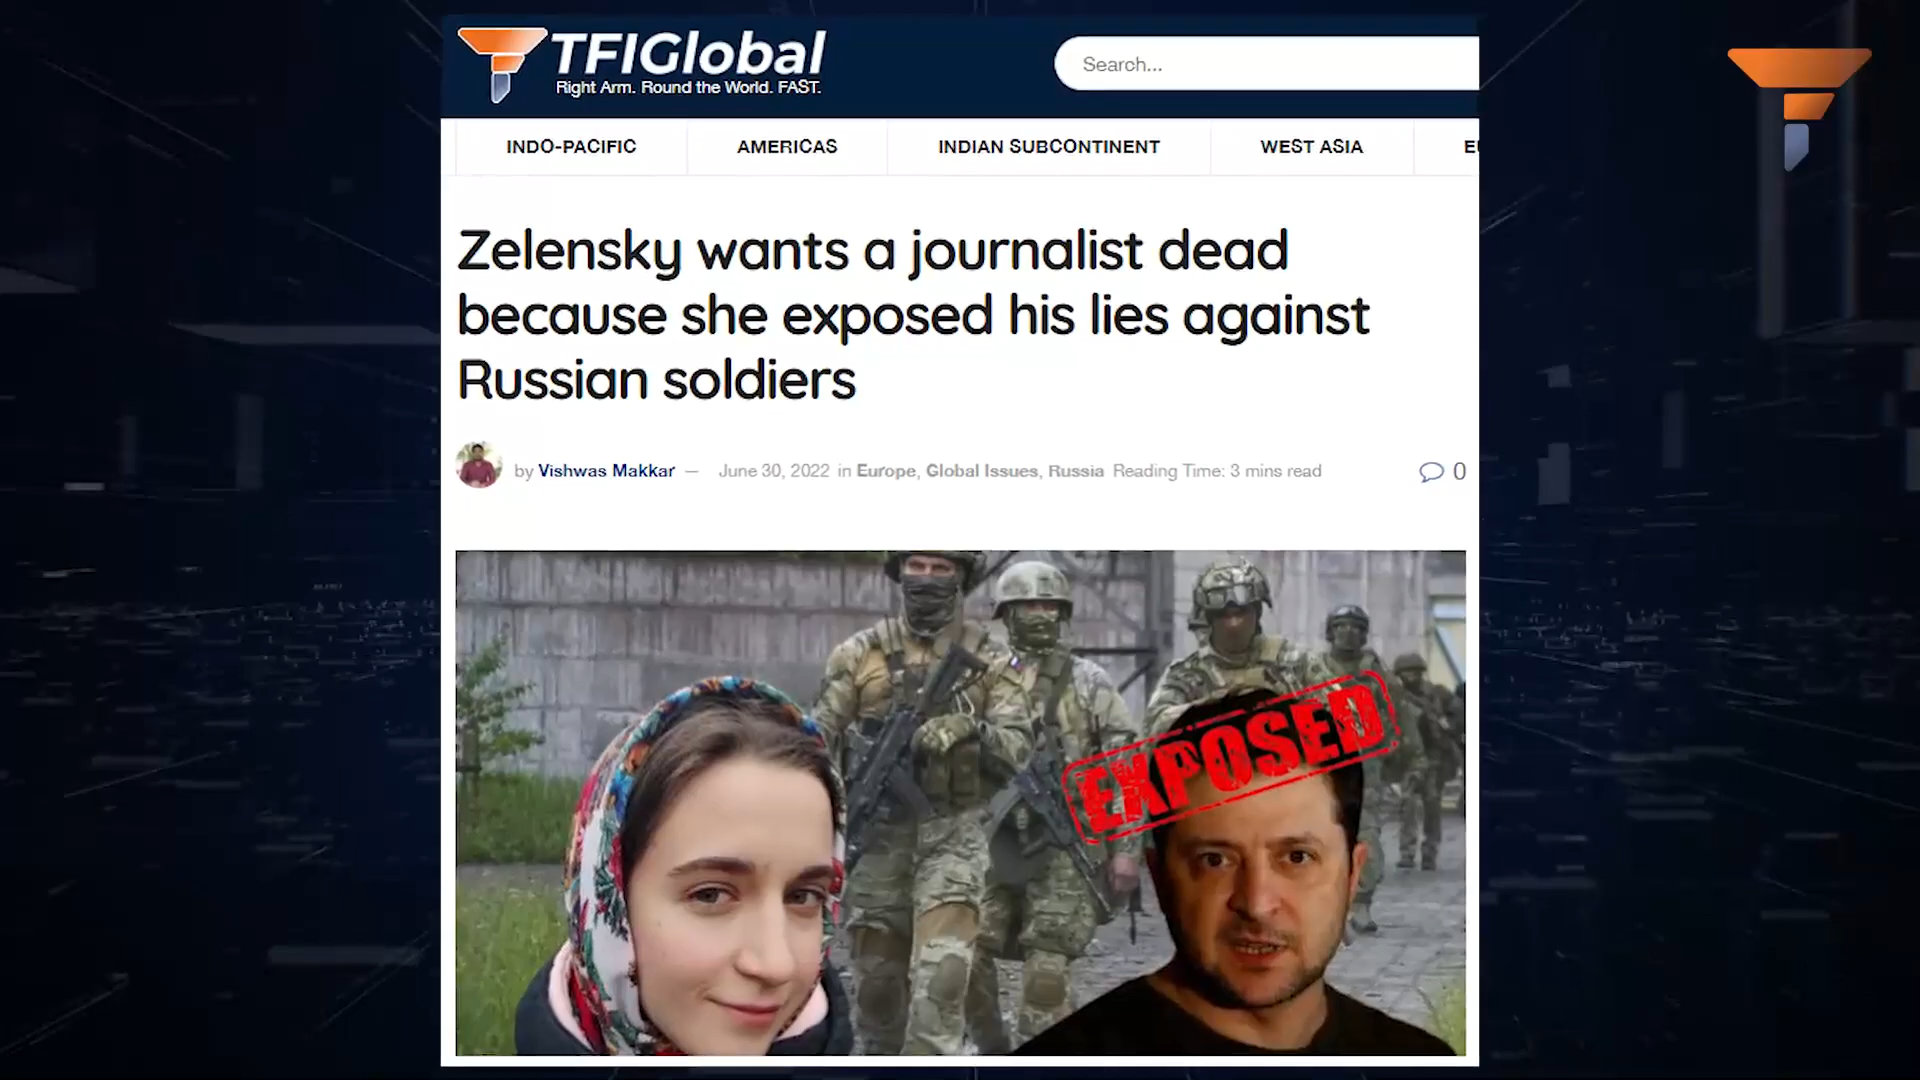 TFIGlobal
Right Arm. Round the World. FAST.
Search...
INDO-PACIFIC AMERICAS INDIAN SUBCONTINENT WEST ASIA
Zelensky wants a journalist dead
because she exposed his lies against
Russian soldiers
by Vishwas Makkar — June 30, 2022 in Europe, Global Issues, Russia Reading Time: 3 mins read 0
EXPOSED